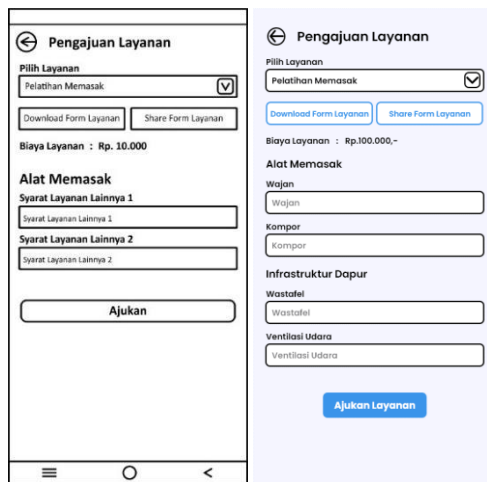 Pengajuan Layanan
Pilih Layanan
Pelatihan Memasak
Download Form Layanan
Share Form Layanan
Biaya Layanan : Rp. 10.000
Alat Memasak
Syarat Layanan Lainnya 1
Syarat Layanan Lainnya 1
Syarat Layanan Lainnya 2
Syarat Layanan Lainnya 2
Ajukan
Pengajuan Layanan
Pilih Layanan
Pelatihan Memasak
Download Form Layanan
Share Form Layanan
Biaya Layanan : Rp.100.000,-
Alat Memasak
Wajan
Wajan
Kompor
Kompor
Infrastruktur Dapur
Wastafel
Wastafel
Ventilasi Udara
Ventilasi Udara
Ajukan Layanan